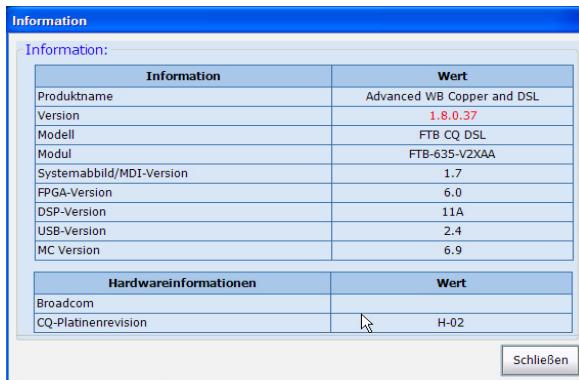 Information
Information:
Information Wert
Produktname Advanced WB Copper and DSL
Version 1.8.0.37
Modell FTB CQ DSL
Modul FTB-635-V2XAA
Systemabbild/MDI-Version 1.7
FPGA-Version 6.0
DSP-Version 11A
USB-Version 2.4
MC Version 6.9
Hardwareinformationen Wert
Broadcom
CQ-Platinenrevision H-02
Schließen